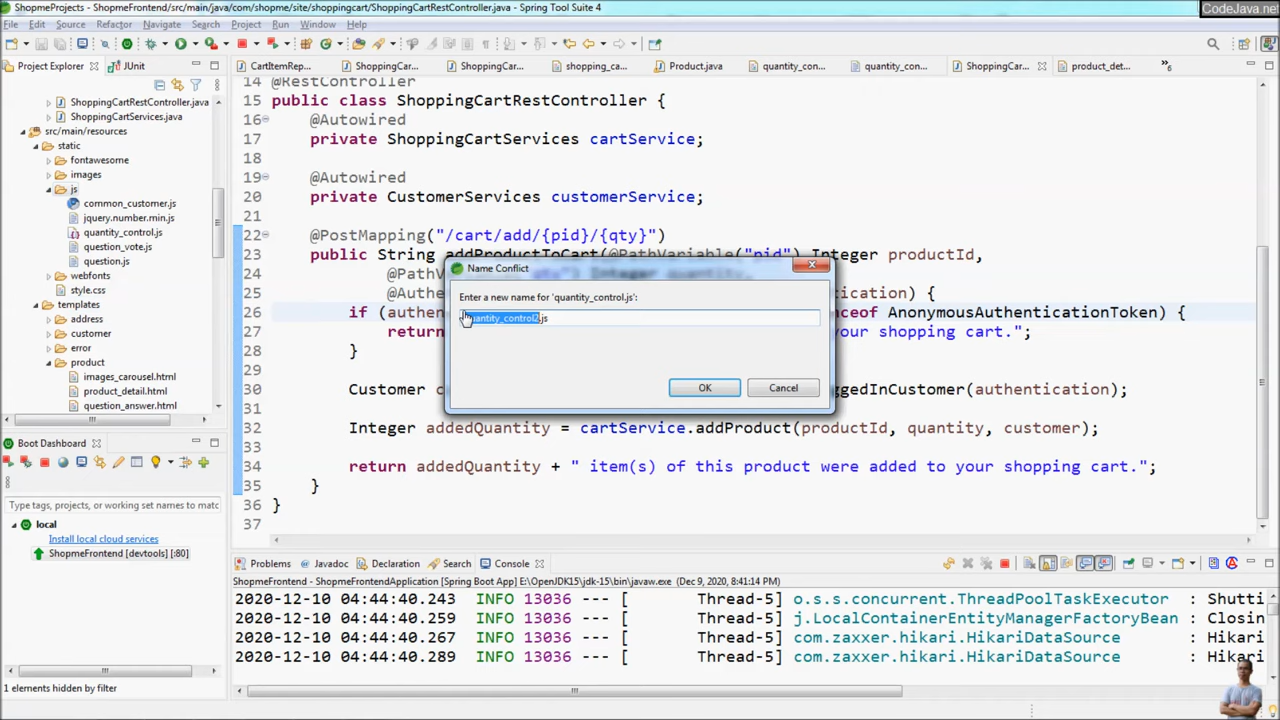 ShopmeProjects - ShopmeFrontend/src/main/java/com/shopme/site/shoppingcart/ShoppingCartRestController.java - Spring Tool Suite 4
CodeJava.net
File Edit Source Refactor Navigate Search Project Run Window Help
Project Explorer JUnit
CartItemRep... ShoppingCar... ShoppingCar... shopping_ca... Product.java quantity_con... quantity_con... ShoppingCar... product_det... »6
ShoppingCartRestController.java
ShoppingCartServices.java
src/main/resources
static
fontawesome
images
js
common_customer.js
jquery.number.min.js
quantity_control.js
question_vote.js
question.js
webfonts
style.css
templates
address
customer
error
product
images_carousel.html
product_detail.html
question_answer.html
14 @RestController
15 public class ShoppingCartRestController {
16 @Autowired
17 private ShoppingCartServices cartService;
18
19 @Autowired
20 private CustomerServices customerService;
21
22 @PostMapping("/cart/add/{pid}/{qty}")
23 public String addProductToCart(@PathVariable("pid") Integer productId,
24 @PathV
25 @Authe
26 if (authen nceof AnonymousAuthenticationToken) {
27 return your shopping cart.";
28 }
29
30 Customer c ggedInCustomer(authentication);
31
32 Integer addedQuantity = cartService.addProduct(productId, quantity, customer);
33
34 return addedQuantity + " item(s) of this product were added to your shopping cart.";
35 }
36 }
37
Name Conflict
Enter a new name for 'quantity_control.js':
quantity_control2.js
OK Cancel
Boot Dashboard
Type tags, projects, or working set names to matc
local
Install local cloud services
ShopmeFrontend [devtools] [:80]
1 elements hidden by filter
Problems Javadoc Declaration Search Console
ShopmeFrontend - ShopmeFrontendApplication [Spring Boot App] E:\OpenJDK15\jdk-15\bin\javaw.exe (Dec 9, 2020, 8:41:14 PM)
2020-12-10 04:44:40.243 INFO 13036 --- [ Thread-5] o.s.s.concurrent.ThreadPoolTaskExecutor : Shutti
2020-12-10 04:44:40.259 INFO 13036 --- [ Thread-5] j.LocalContainerEntityManagerFactoryBean : Closin
2020-12-10 04:44:40.267 INFO 13036 --- [ Thread-5] com.zaxxer.hikari.HikariDataSource : Hikari
2020-12-10 04:44:40.289 INFO 13036 --- [ Thread-5] com.zaxxer.hikari.HikariDataSource : Hikari